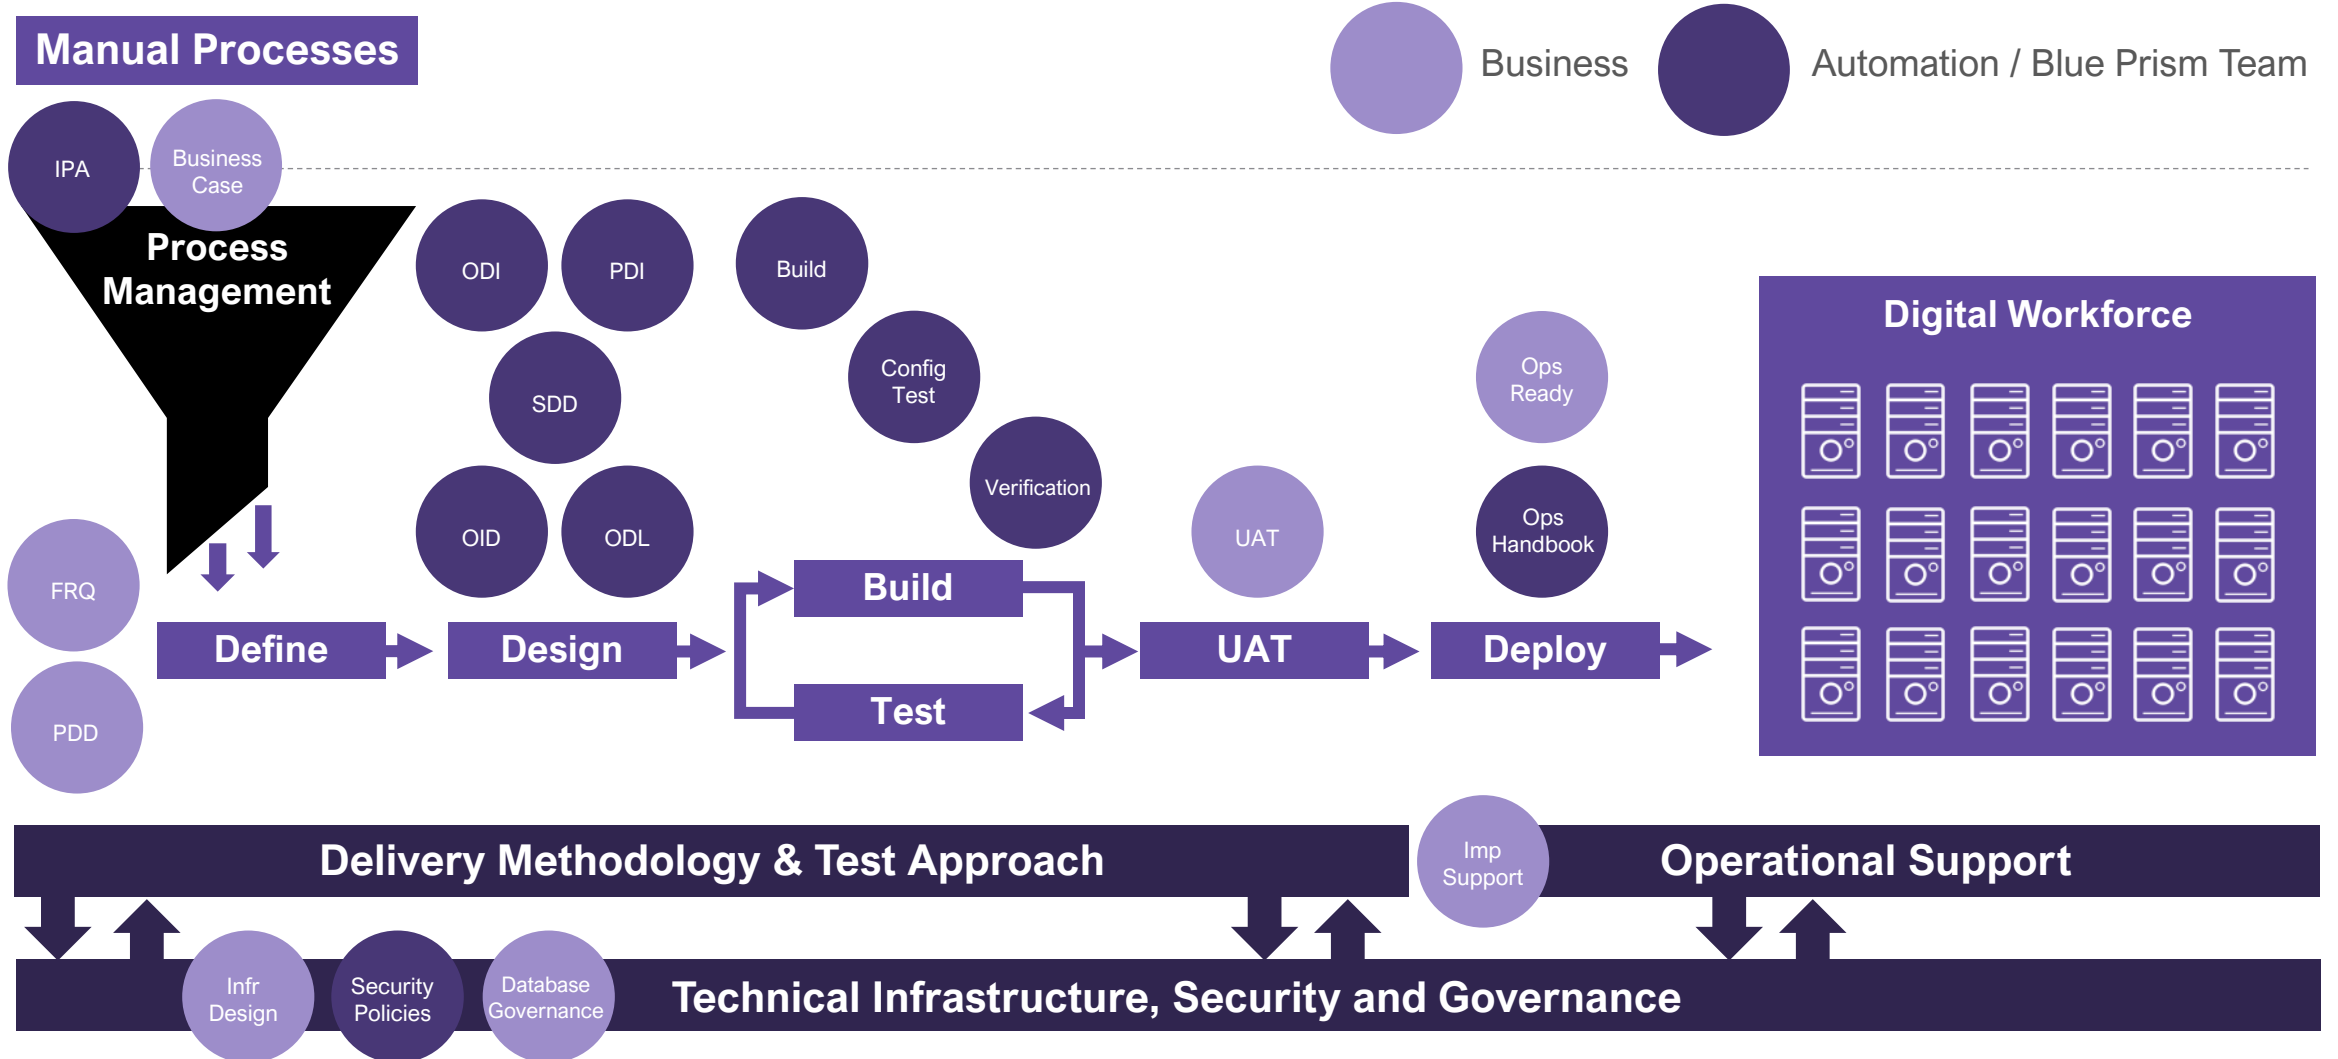 Manual Processes
Business
Automation / Blue Prism Team
IPA
Business
Case
Process
Management
ODI
PDI
Build
SDD
Config
Test
Verification
OID
ODL
UAT
Ops
Ready
Ops
Handbook
Digital Workforce
FRQ
PDD
Define
Design
Build
Test
UAT
Deploy
Delivery Methodology & Test Approach
Imp
Support
Operational Support
Infr
Design
Security
Policies
Database
Governance
Technical Infrastructure, Security and Governance